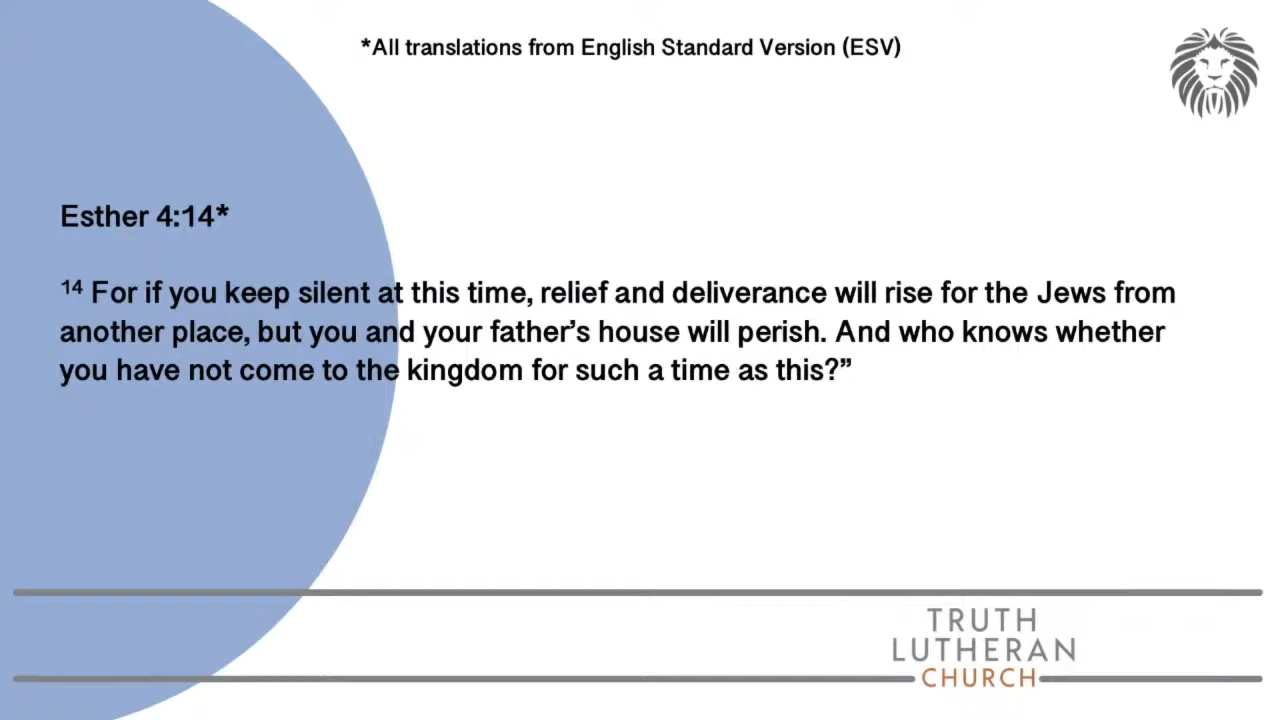 *All translations from English Standard Version (ESV)
Esther 4:14*
14 For if you keep silent at this time, relief and deliverance will rise for the Jews from
another place, but you and your father’s house will perish. And who knows whether
you have not come to the kingdom for such a time as this?”
TRUTH
LUTHERAN
CHURCH